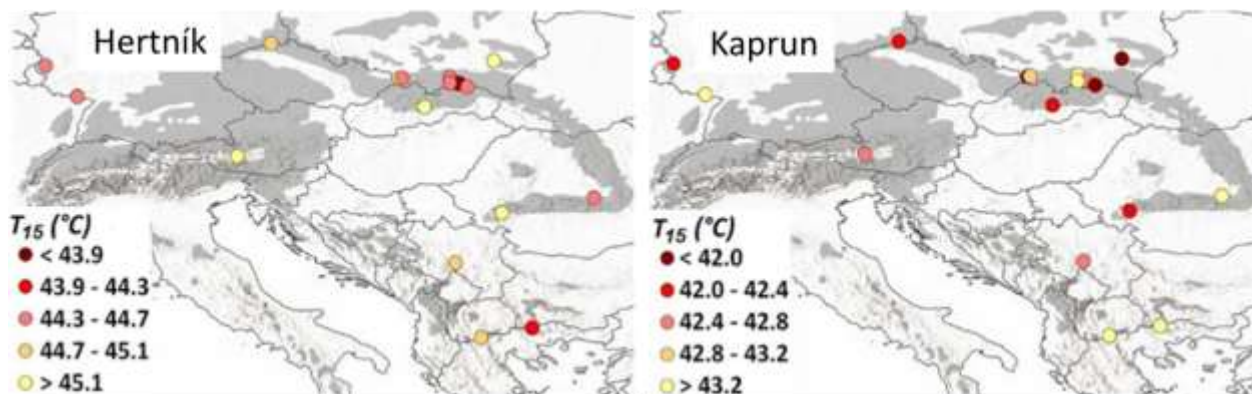 Hertník
T15 (°C)
< 43.9
43.9 - 44.3
44.3 - 44.7
44.7 - 45.1
> 45.1
Kaprun
T15 (°C)
< 42.0
42.0 - 42.4
42.4 - 42.8
42.8 - 43.2
> 43.2